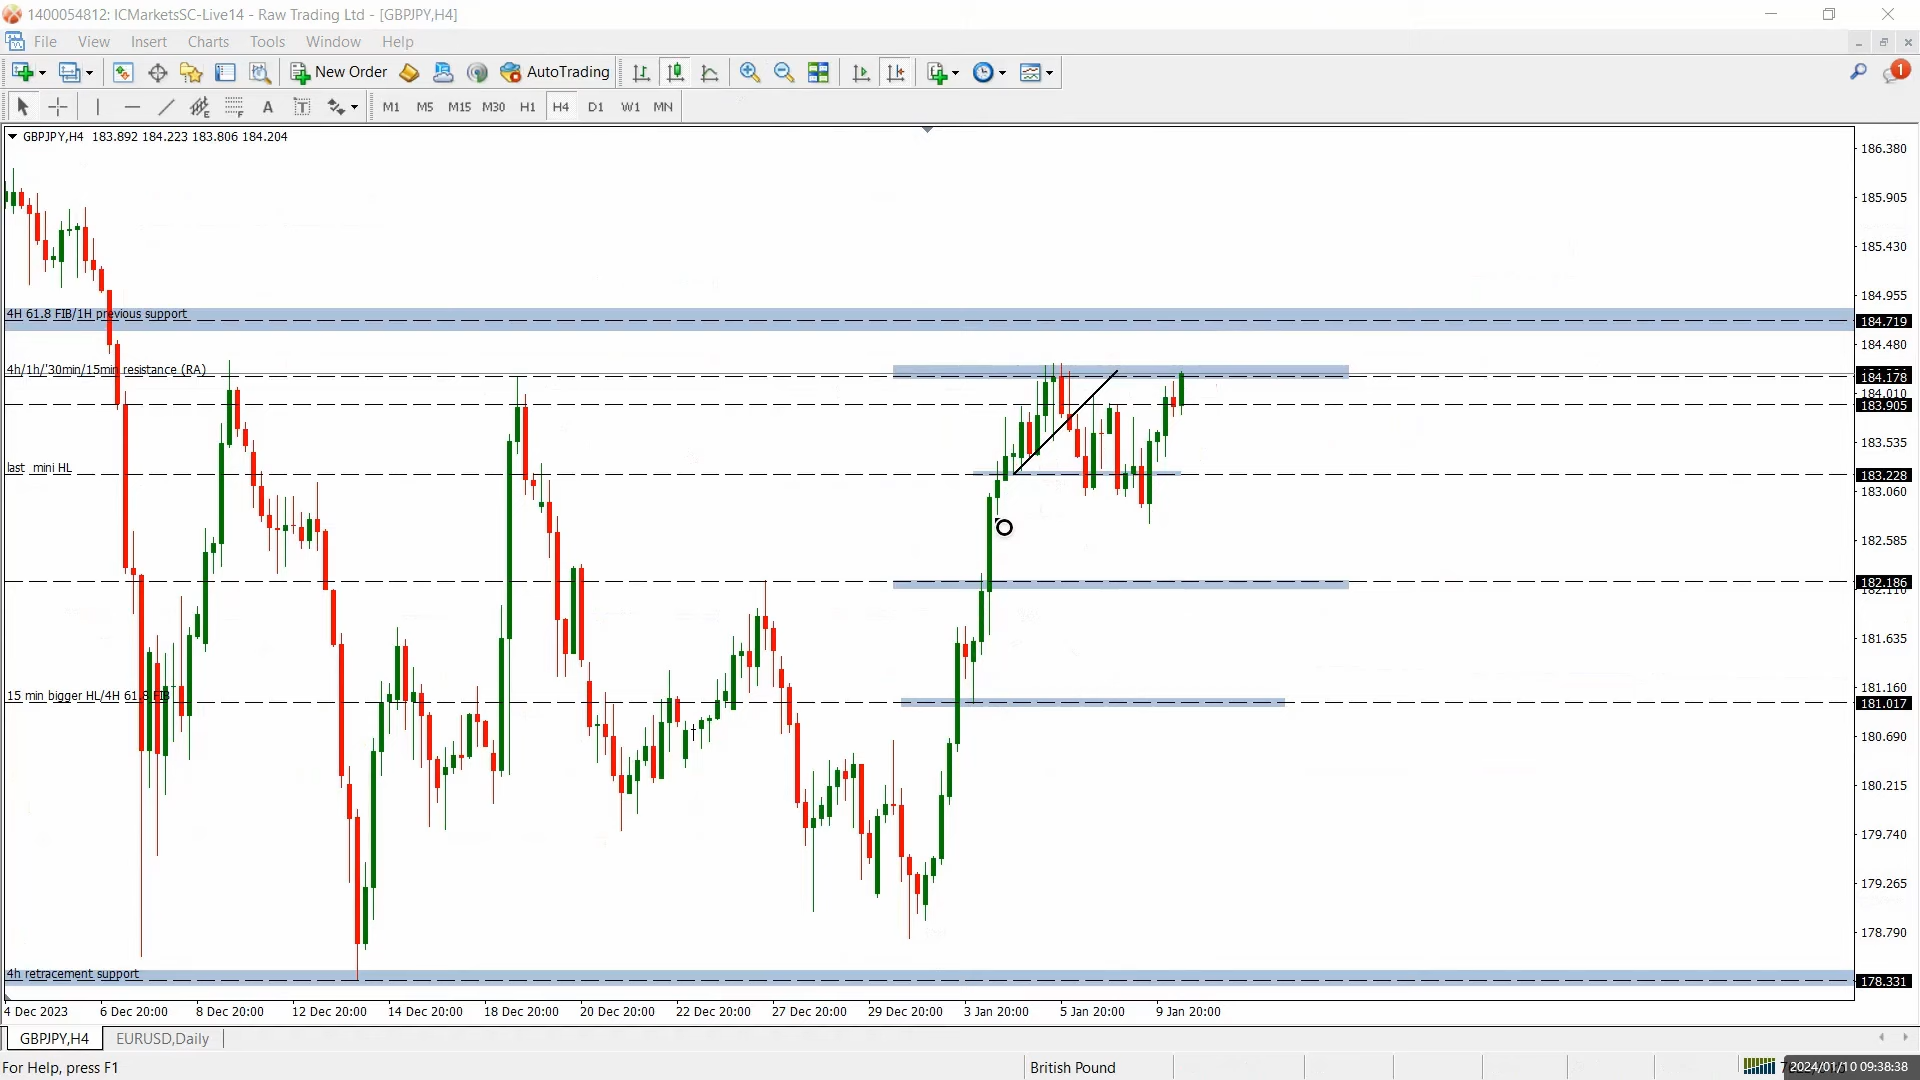 1400054812: ICMarketsSC-Live14 - Raw Trading Ltd - [GBPJPY,H4]
File View Insert Charts Tools Window Help
New Order AutoTrading 1
A T M1 M5 M15 M30 H1 H4 D1 W1 MN
GBPJPY,H4 183.892 184.223 183.806 184.204
186.380
185.905
185.430
184.955
4H 61.8 FIB/1H previous support
184.719
184.480
4h/1h/'30min/15min resistance (RA)
184.178
184.010
183.905
183.535
last mini HL
183.228
183.060
182.585
182.186
182.110
181.635
181.160
15 min bigger HL/4H 61.8 FIB
181.017
180.690
180.215
179.740
179.265
178.790
4h retracement support
178.331
4 Dec 2023 6 Dec 20:00 8 Dec 20:00 12 Dec 20:00 14 Dec 20:00 18 Dec 20:00 20 Dec 20:00 22 Dec 20:00 27 Dec 20:00 29 Dec 20:00 3 Jan 20:00 5 Jan 20:00 9 Jan 20:00
GBPJPY,H4 EURUSD,Daily
For Help, press F1 British Pound 2024/01/10 09:38:38